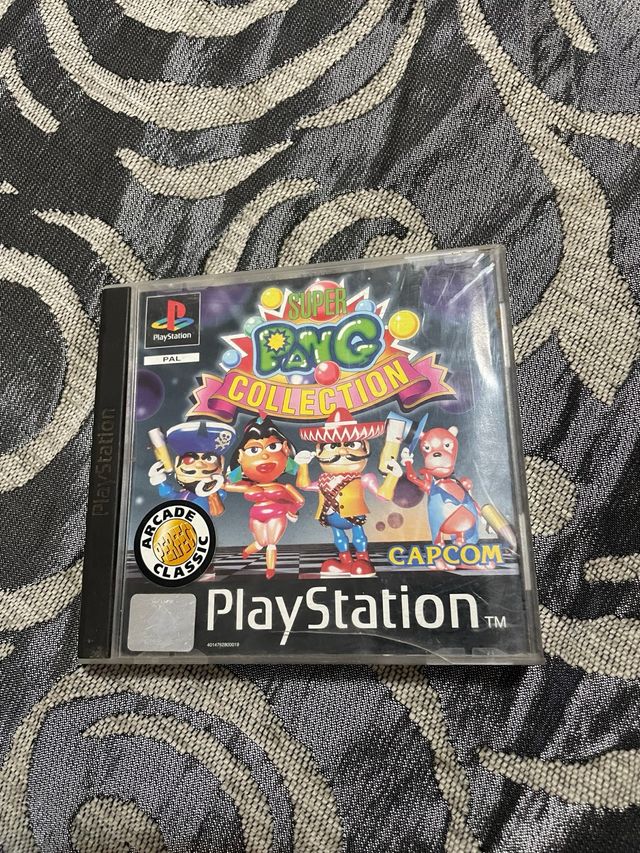 PlayStation
PlayStation
PAL
SUPER
PANG
COLLECTION
ARCADE
CLASSIC
CAPCOM
PlayStation™